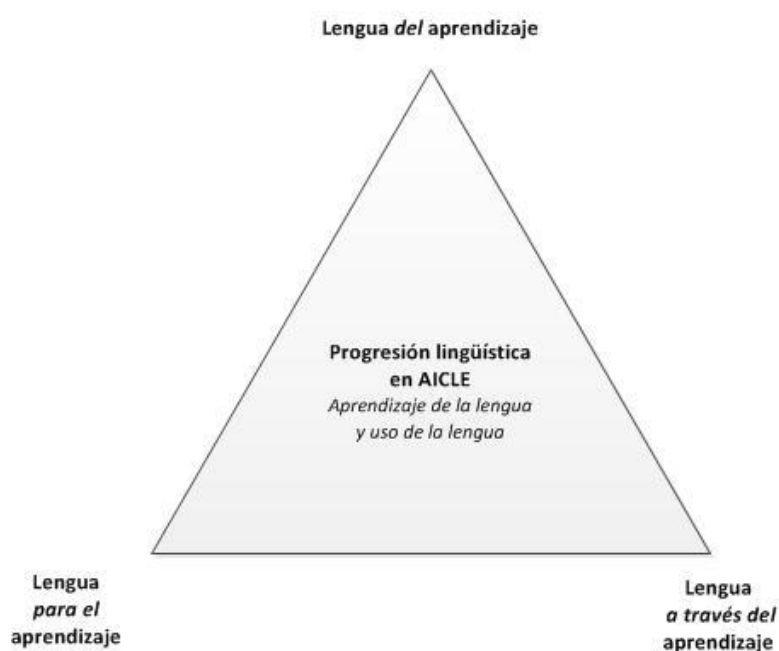 Lengua del aprendizaje
Progresión lingüística
en AICLE
Aprendizaje de la lengua
y uso de la lengua
Lengua
para el
aprendizaje
Lengua
a través del
aprendizaje